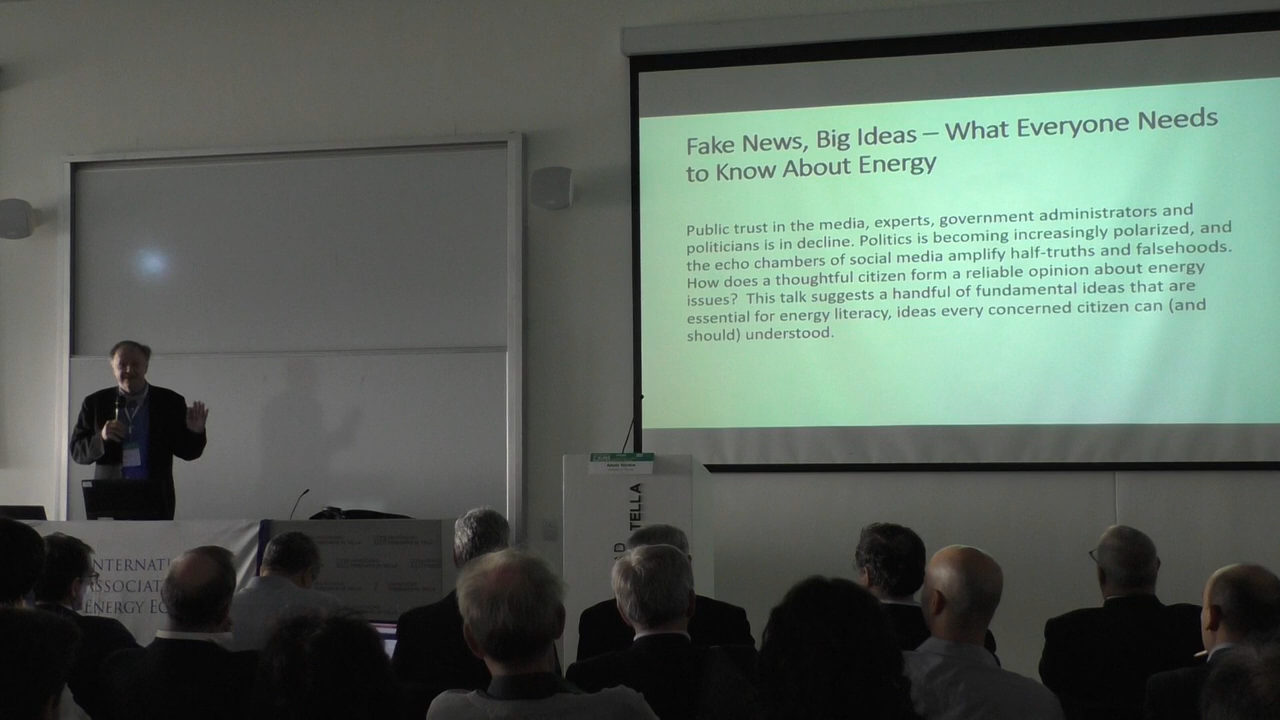 Fake News, Big Ideas – What Everyone Needs
to Know About Energy
Public trust in the media, experts, government administrators and
politicians is in decline. Politics is becoming increasingly polarized, and
the echo chambers of social media amplify half-truths and falsehoods.
How does a thoughtful citizen form a reliable opinion about energy
issues? This talk suggests a handful of fundamental ideas that are
essential for energy literacy, ideas every concerned citizen can (and
should) understood.
TELLA
INTERNATI
ASSOCIAT
ENERGY EC